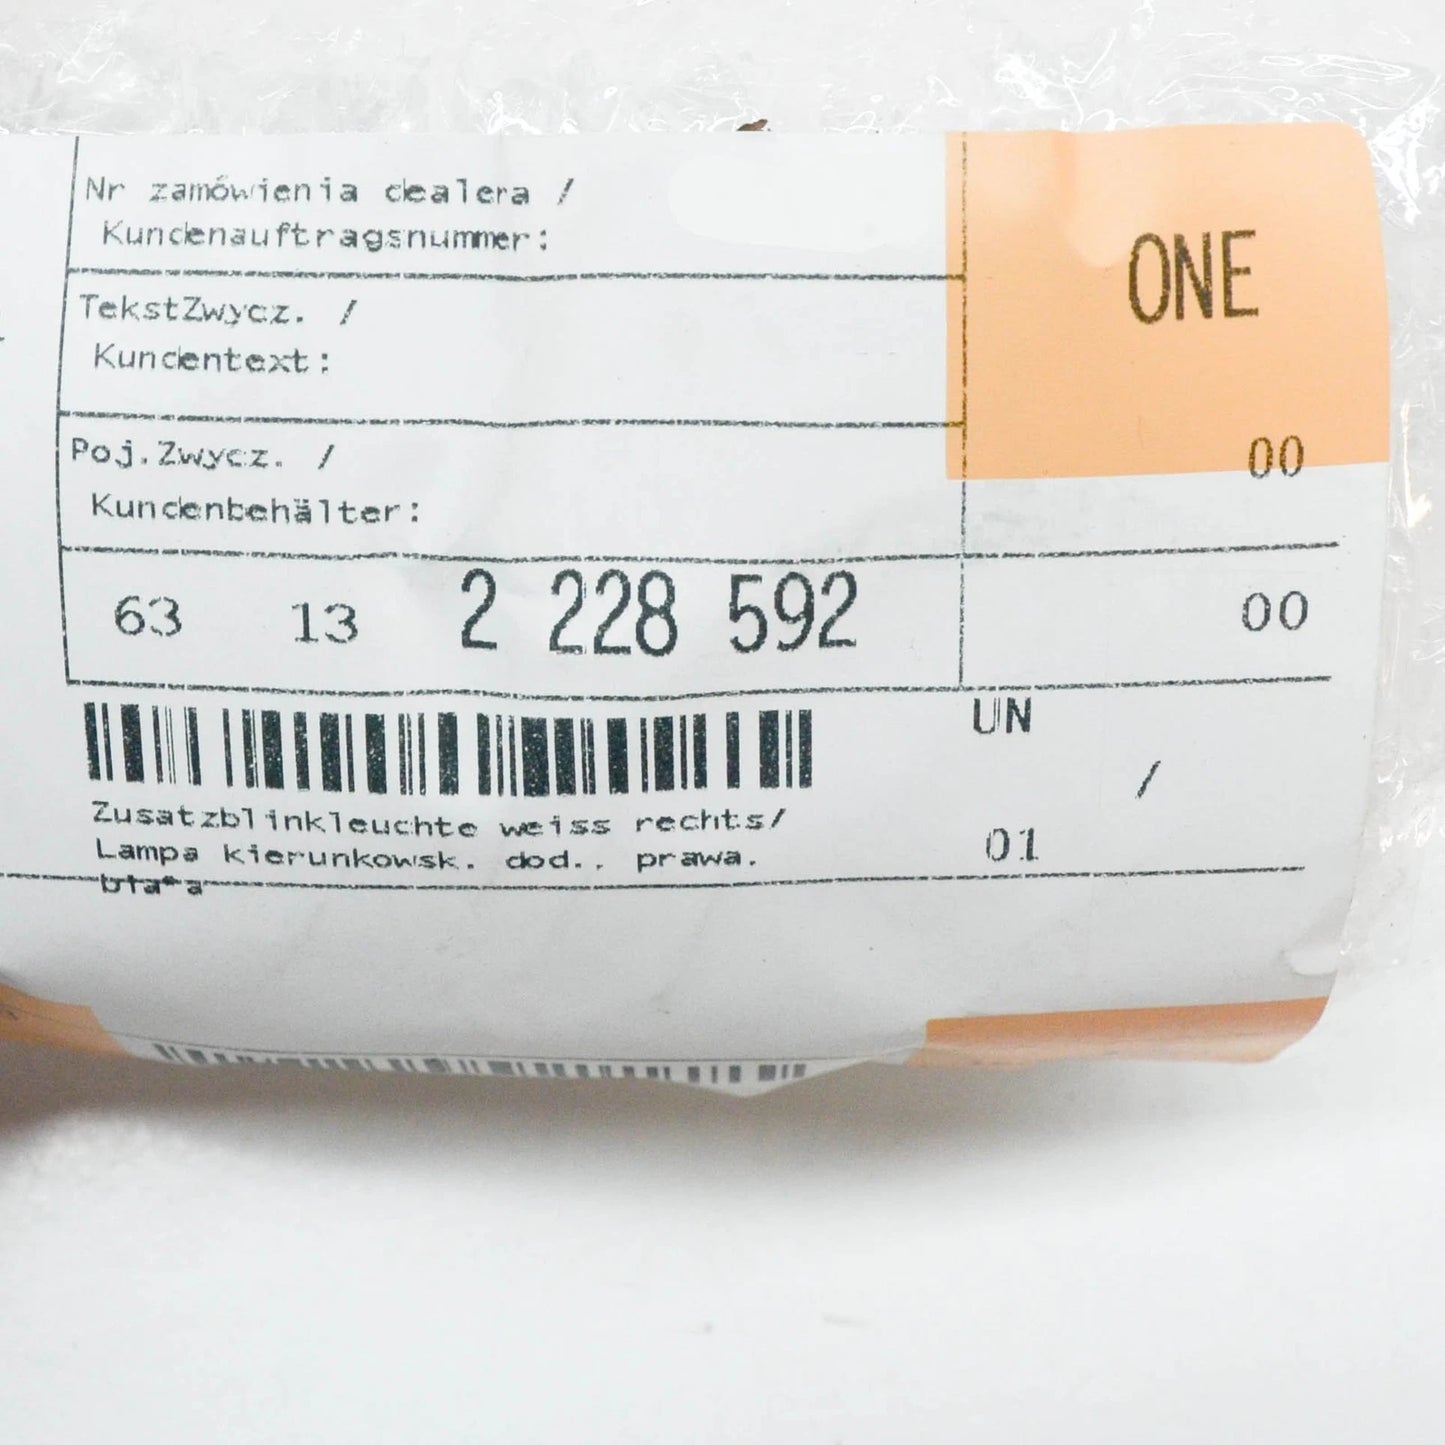 Nr zamówienia dealera /
Kundenauftragsnummer:
ONE
TekstZwycz. /
Kundentext:
Poj.Zwycz. /
00
Kundenbehälter:
63 13 2 228 592 00
UN
/
Zusatzblinkleuchte weiss rechts/
01
Lampa kierunkowsk. dod.. prawa.
bia*a